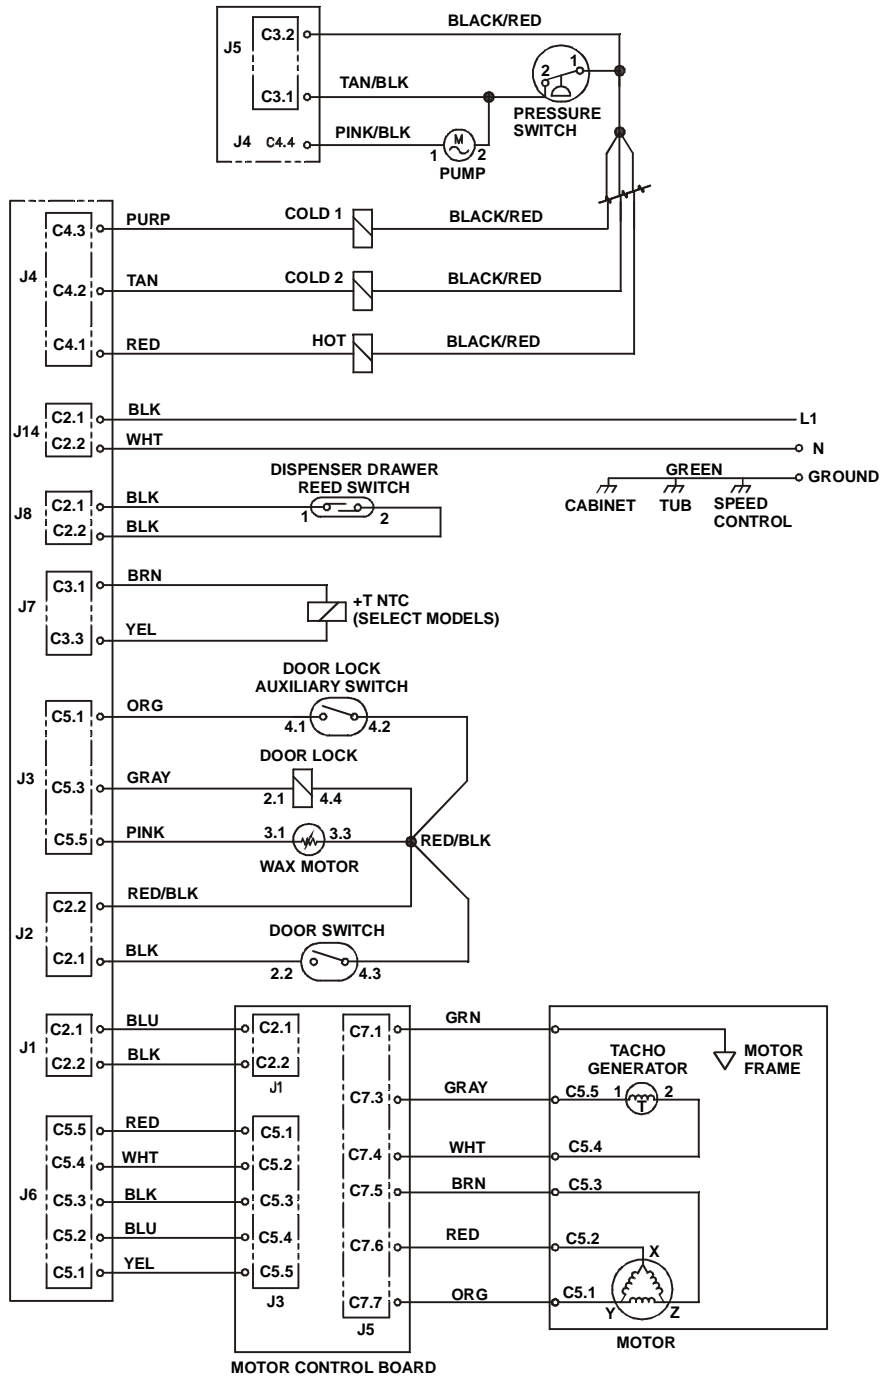 BLACK/RED
C3.2
J5
TAN/BLK
2 1
C3.1
PRESSURE
SWITCH
J4 C4.4
PINK/BLK
M
1 2
PUMP
PURP
COLD 1
BLACK/RED
C4.3
J4
C4.2
TAN
COLD 2
BLACK/RED
C4.1
RED
HOT
BLACK/RED
J14
C2.1
BLK
L1
C2.2
WHT
N
GREEN
GROUND
CABINET
TUB
SPEED
CONTROL
DISPENSER DRAWER
REED SWITCH
J8
C2.1
BLK
1 2
C2.2
BLK
J7
C3.1
BRN
+T NTC
(SELECT MODELS)
C3.3
YEL
DOOR LOCK
AUXILIARY SWITCH
J3
C5.1
ORG
4.1 4.2
DOOR LOCK
C5.3
GRAY
2.1 4.4
C5.5
PINK
3.1 3.3
RED/BLK
WAX MOTOR
J2
C2.2
RED/BLK
DOOR SWITCH
C2.1
BLK
2.2 4.3
J1
C2.1
BLU
C2.1
C2.2
BLK
C2.2
J1
J6
C5.5
RED
C5.1
C5.4
WHT
C5.2
C5.3
BLK
C5.3
C5.2
BLU
C5.4
C5.1
YEL
C5.5
J3
C7.1
GRN
MOTOR
FRAME
TACHO
GENERATOR
C7.3
GRAY
C5.5
1 2
T
C7.4
WHT
C5.4
C7.5
BRN
C5.3
C7.6
RED
C5.2
X
C7.7
ORG
C5.1
Y Z
J5
MOTOR
MOTOR CONTROL BOARD